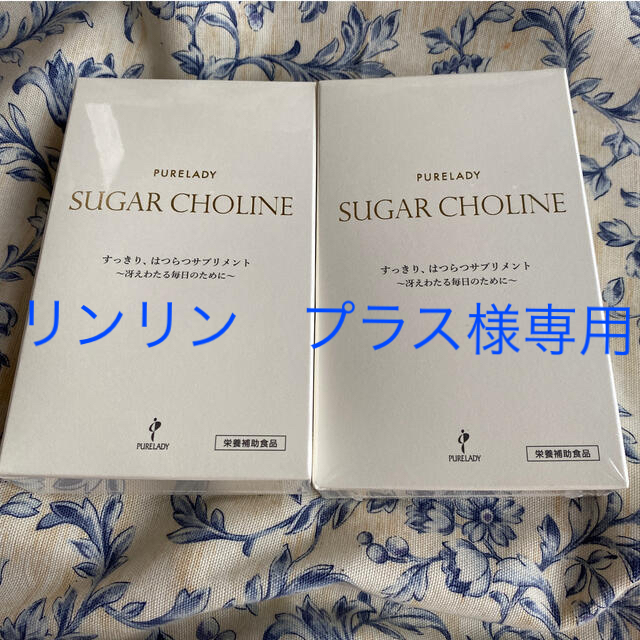 PURELADY
SUGAR CHOLINE
すっきり、はつらつサプリメント
～冴えわたる毎日のために～
PURELADY
栄養補助食品
PURELADY
SUGAR CHOLINE
すっきり、はつらつサプリメント
～冴えわたる毎日のために～
PURELADY
栄養補助食品
リンリン　プラス様専用